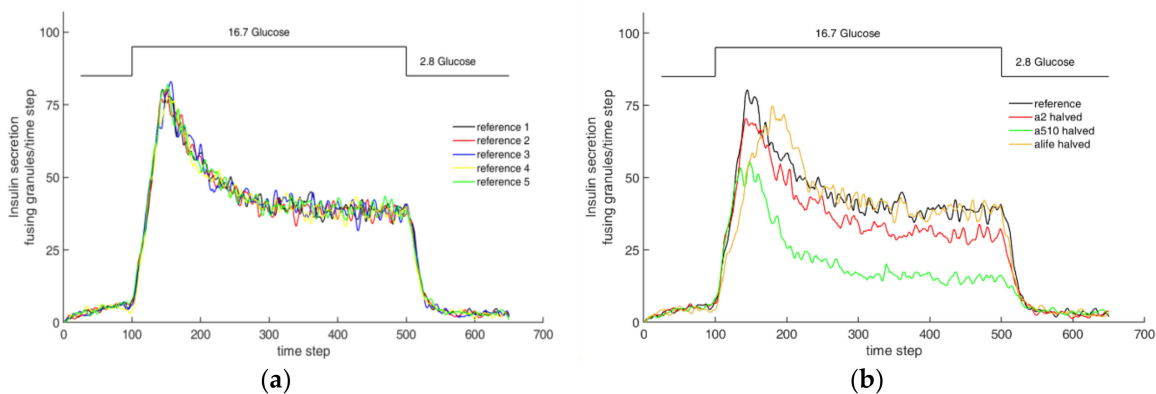 100
75
50
25
0
0
100
200
300
400
500
600
700
Insulin secretion
fusing granules/time step
time step
16.7 Glucose
2.8 Glucose
reference 1
reference 2
reference 3
reference 4
reference 5
(a)
100
75
50
25
0
0
100
200
300
400
500
600
700
Insulin secretion
fusing granules/time step
time step
16.7 Glucose
2.8 Glucose
reference
a2 halved
a510 halved
alife halved
(b)